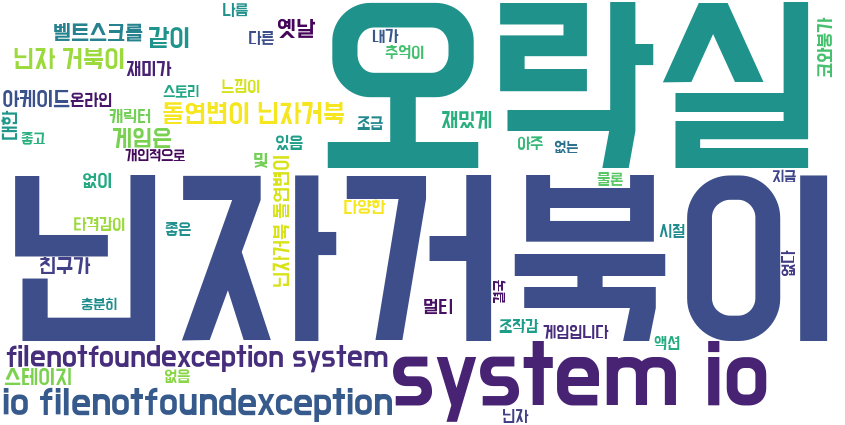 나름
벨트스크롤 같이
다른
옛날
내가
추억이
오락실
코와붕가
닌자 거북이
재미가
아케이드
온라인
스토리
느낌이
대한
좋고
캐릭터
돌연변이 닌자거북
게임은
개인적으로
있음
조금
재밌게
아주
없는
및
없이
물론
지금
닌자거북이
타격감이
좋은
닌자거북 돌연변이
다양한
시절
친구가
없다
충분히
결국
멀티
조작감
게임입니다
액션
filenotfoundexception system
스테이지
없음
system io
io filenotfoundexception
닌자